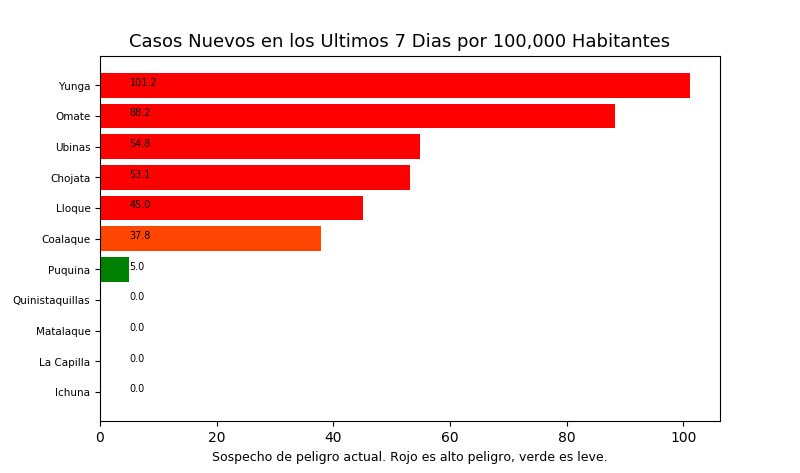 Casos Nuevos en los Ultimos 7 Dias por 100,000 Habitantes
Yunga 101.2
Omate 88.2
Ubinas 54.8
Chojata 53.1
Lloque 45.0
Coalaque 37.8
Puquina 5.0
Quinistaquillas 0.0
Matalaque 0.0
La Capilla 0.0
Ichuna 0.0
0 20 40 60 80 100
Sospecho de peligro actual. Rojo es alto peligro, verde es leve.